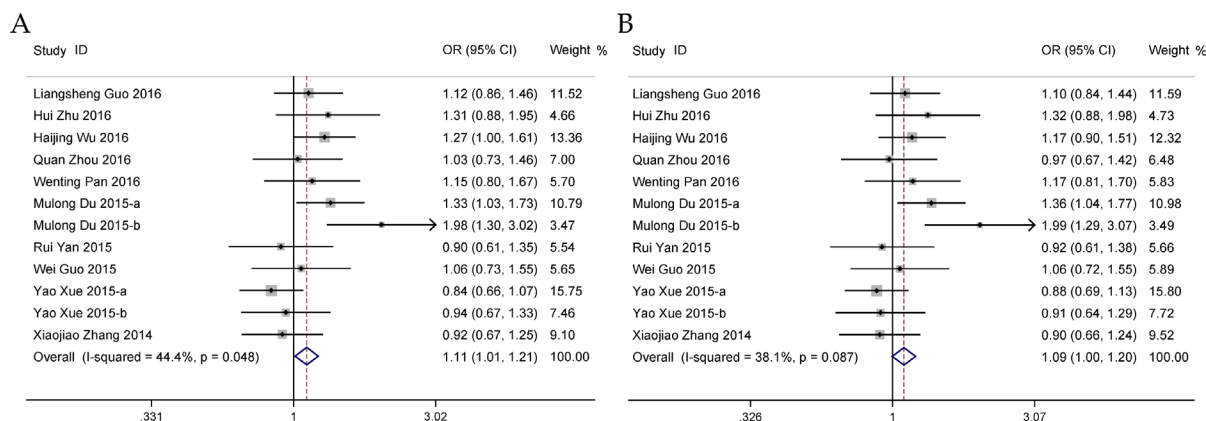 A
Study ID OR (95% CI) Weight %
Liangsheng Guo 2016 1.12 (0.86, 1.46) 11.52
Hui Zhu 2016 1.31 (0.88, 1.95) 4.66
Haijing Wu 2016 1.27 (1.00, 1.61) 13.36
Quan Zhou 2016 1.03 (0.73, 1.46) 7.00
Wenting Pan 2016 1.15 (0.80, 1.67) 5.70
Mulong Du 2015-a 1.33 (1.03, 1.73) 10.79
Mulong Du 2015-b 1.98 (1.30, 3.02) 3.47
Rui Yan 2015 0.90 (0.61, 1.35) 5.54
Wei Guo 2015 1.06 (0.73, 1.55) 5.65
Yao Xue 2015-a 0.84 (0.66, 1.07) 15.75
Yao Xue 2015-b 0.94 (0.67, 1.33) 7.46
Xiaojiao Zhang 2014 0.92 (0.67, 1.25) 9.10
Overall (I-squared = 44.4%, p = 0.048) 1.11 (1.01, 1.21) 100.00
.331 1 3.02
B
Study ID OR (95% CI) Weight %
Liangsheng Guo 2016 1.10 (0.84, 1.44) 11.59
Hui Zhu 2016 1.32 (0.88, 1.98) 4.73
Haijing Wu 2016 1.17 (0.90, 1.51) 12.32
Quan Zhou 2016 0.97 (0.67, 1.42) 6.48
Wenting Pan 2016 1.17 (0.81, 1.70) 5.83
Mulong Du 2015-a 1.36 (1.04, 1.77) 10.98
Mulong Du 2015-b 1.99 (1.29, 3.07) 3.49
Rui Yan 2015 0.92 (0.61, 1.38) 5.66
Wei Guo 2015 1.06 (0.72, 1.55) 5.89
Yao Xue 2015-a 0.88 (0.69, 1.13) 15.80
Yao Xue 2015-b 0.91 (0.64, 1.29) 7.72
Xiaojiao Zhang 2014 0.90 (0.66, 1.24) 9.52
Overall (I-squared = 38.1%, p = 0.087) 1.09 (1.00, 1.20) 100.00
.326 1 3.07